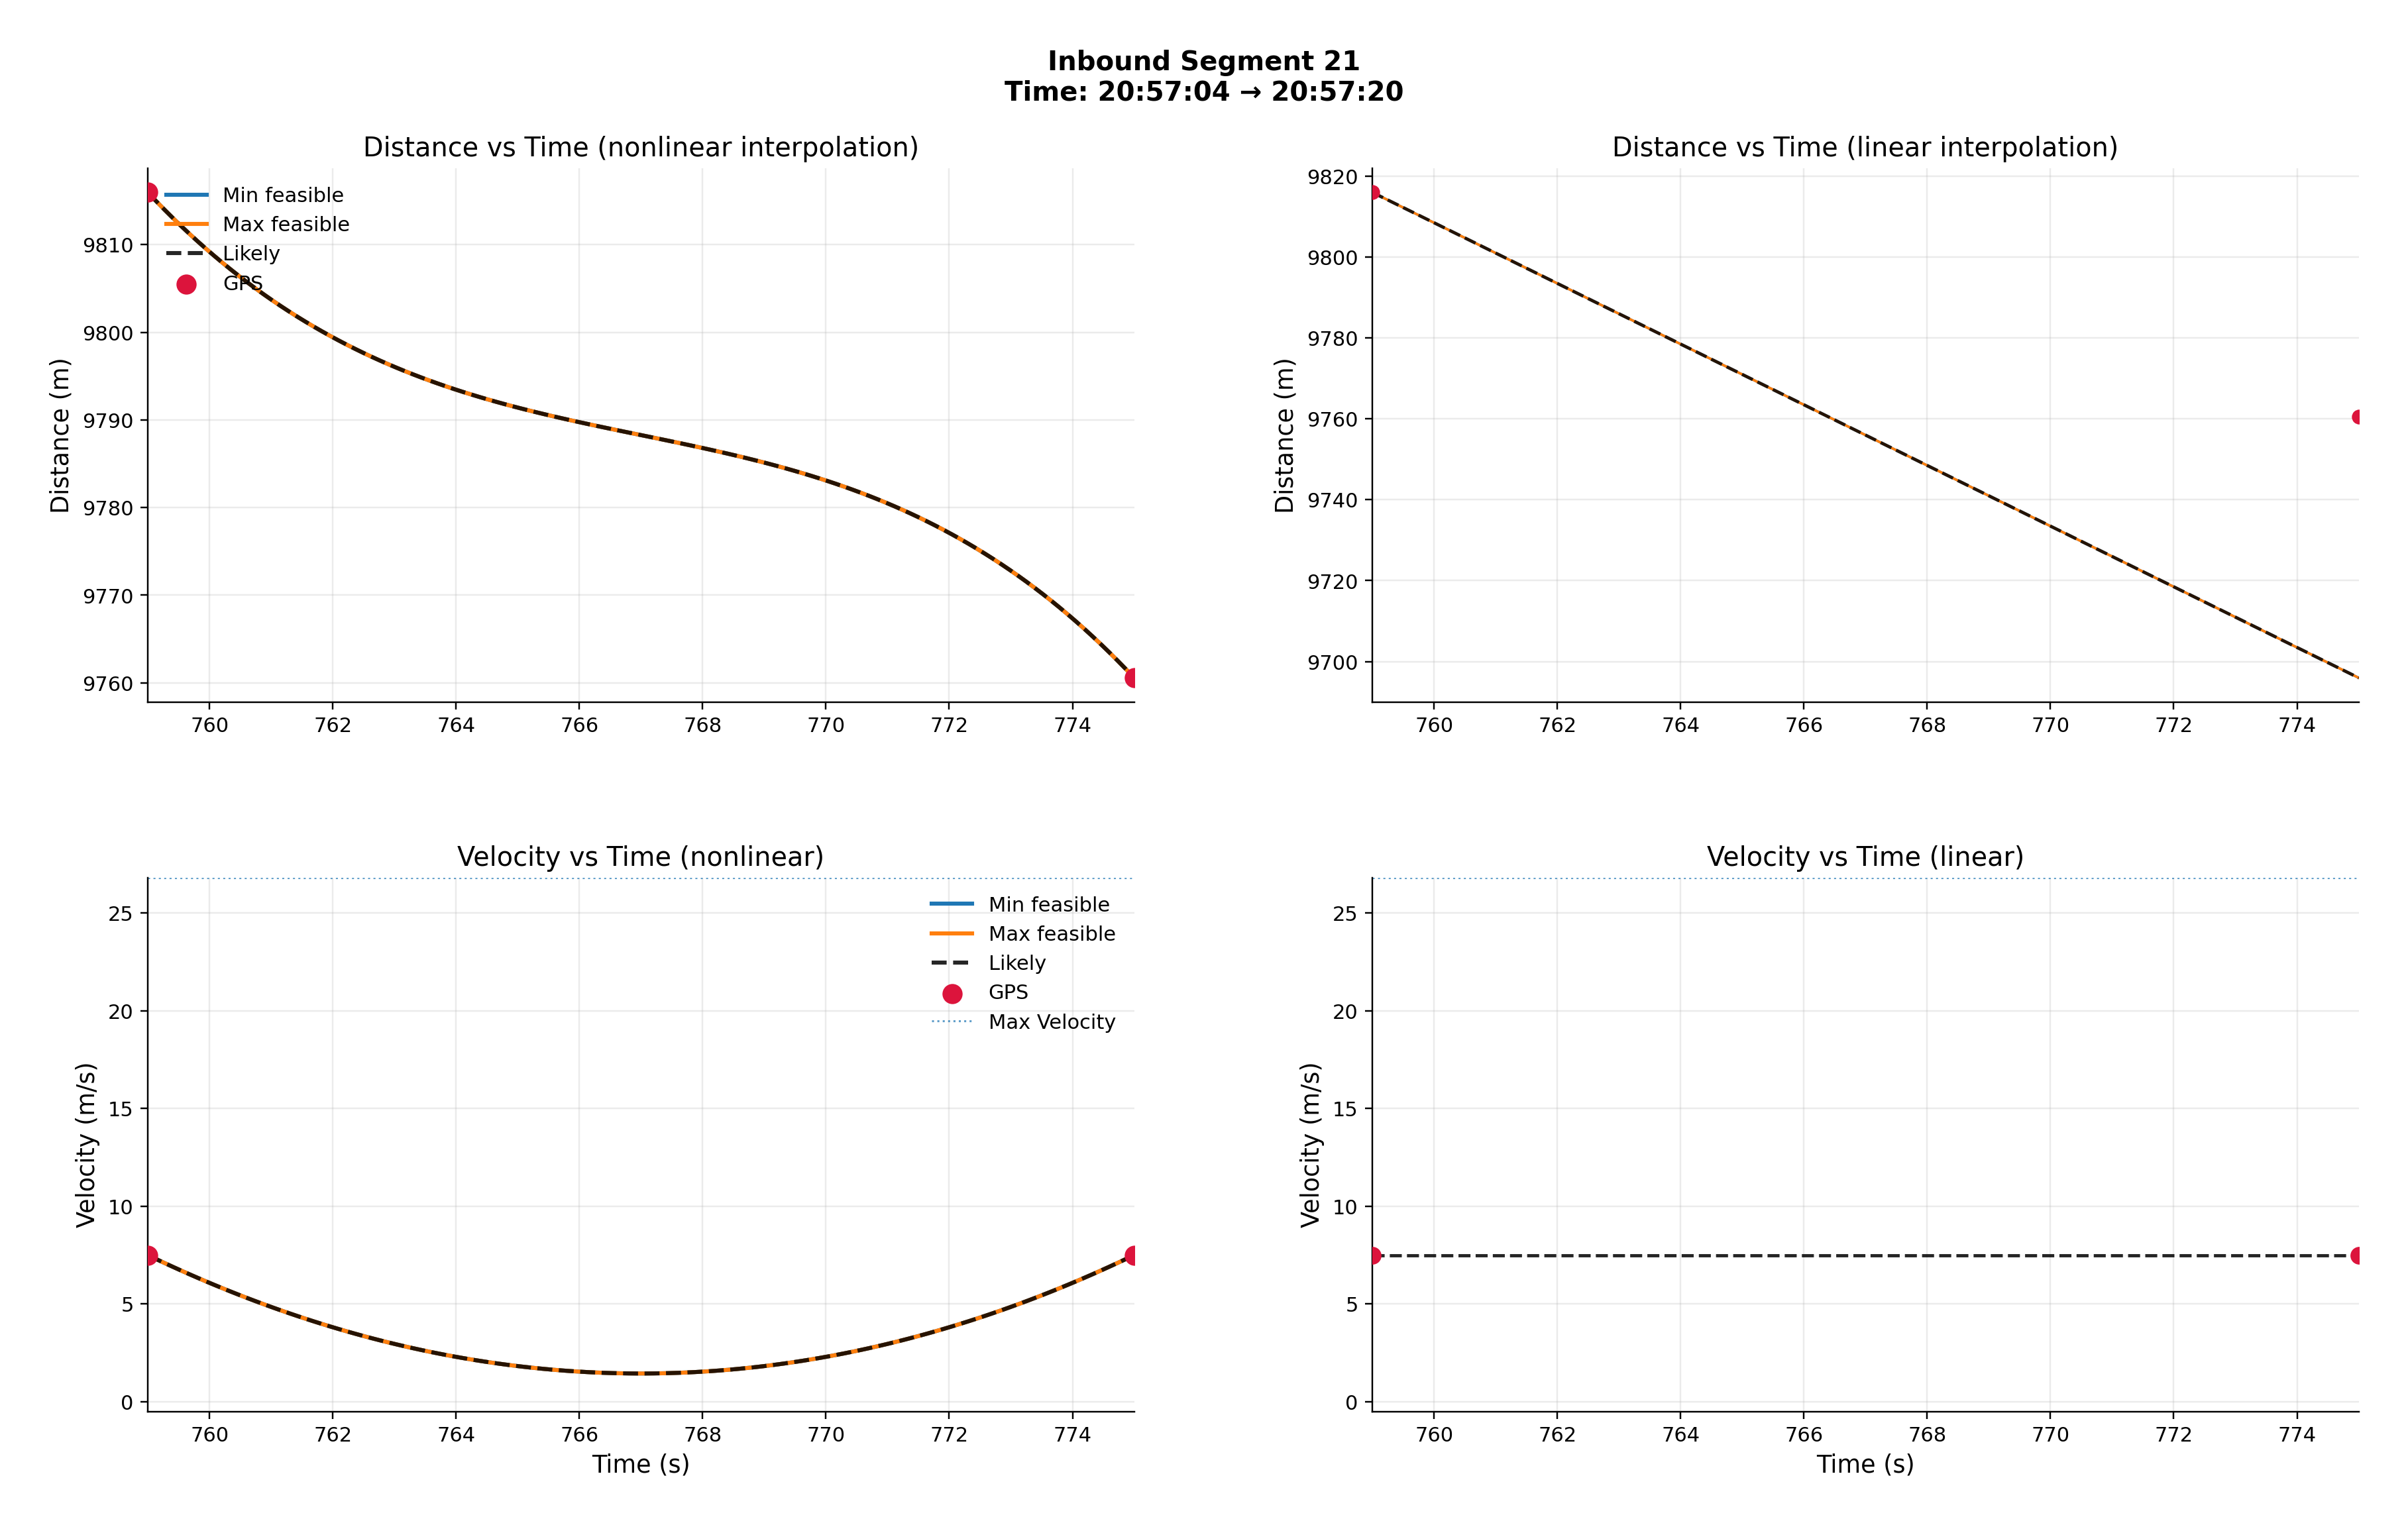 Inbound Segment 21
Time: 20:57:04 → 20:57:20
Distance vs Time (nonlinear interpolation)
Distance (m)
9810
9800
9790
9780
9770
9760
Min feasible
Max feasible
Likely
GPS
760 762 764 766 768 770 772 774
Distance vs Time (linear interpolation)
Distance (m)
9820
9800
9780
9760
9740
9720
9700
760 762 764 766 768 770 772 774
Velocity vs Time (nonlinear)
Velocity (m/s)
25
20
15
10
5
0
Min feasible
Max feasible
Likely
GPS
Max Velocity
760 762 764 766 768 770 772 774
Time (s)
Velocity vs Time (linear)
Velocity (m/s)
25
20
15
10
5
0
760 762 764 766 768 770 772 774
Time (s)